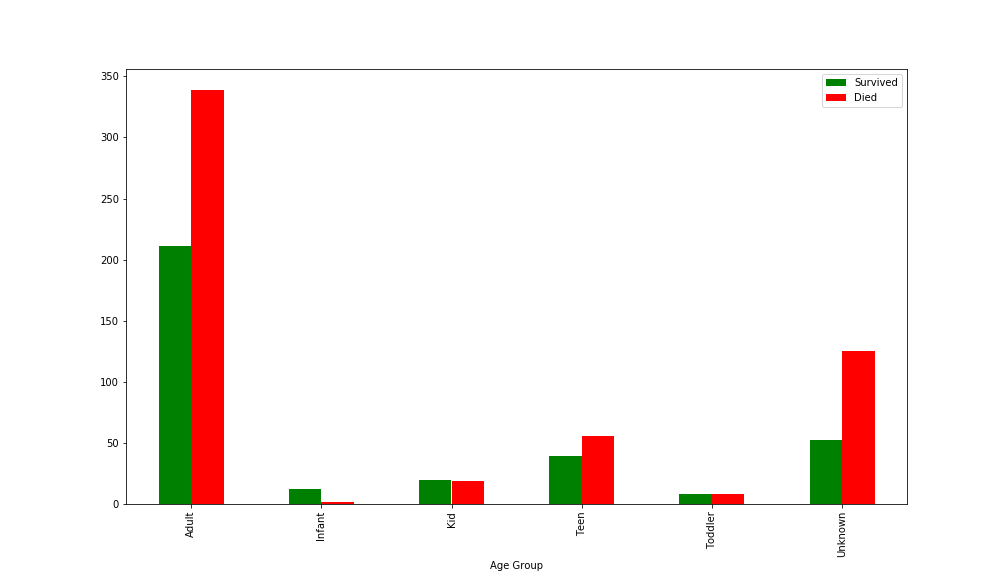 350
300
250
200
150
100
50
0
Survived
Died
Adult
Infant
Kid
Teen
Toddler
Unknown
Age Group